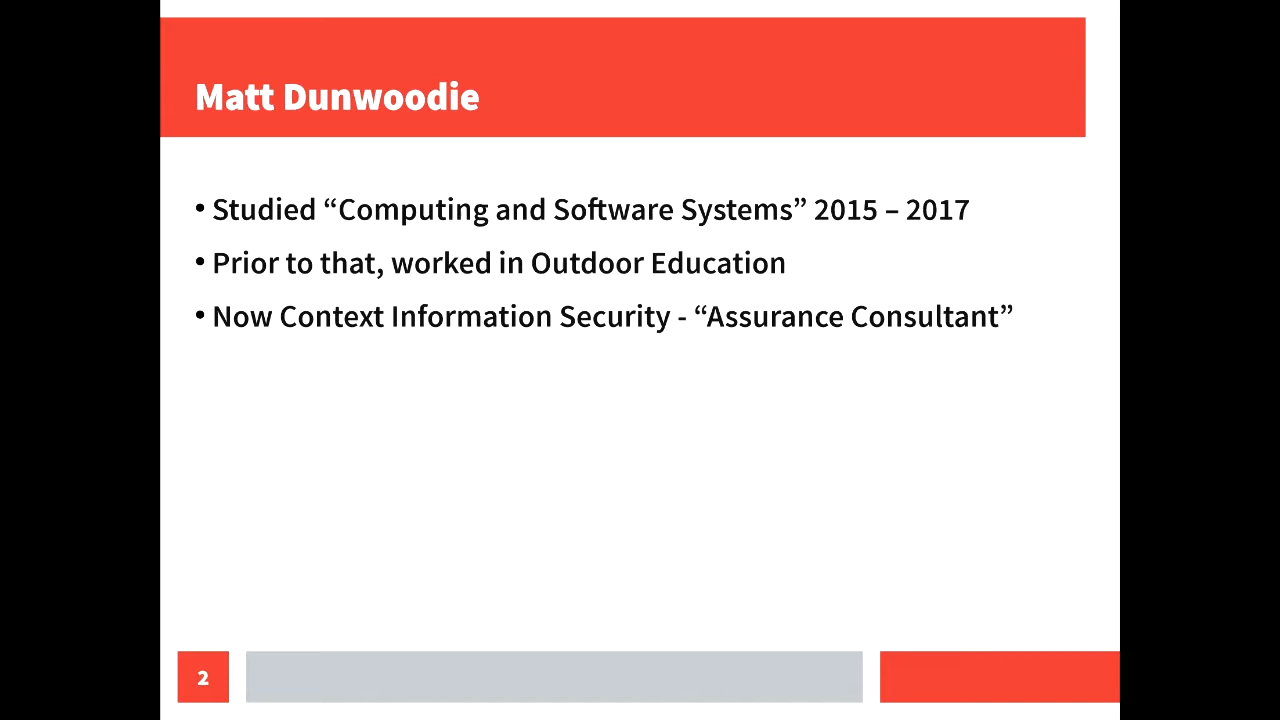 Matt Dunwoodie
• Studied “Computing and Software Systems” 2015 – 2017
• Prior to that, worked in Outdoor Education
• Now Context Information Security - “Assurance Consultant”
2